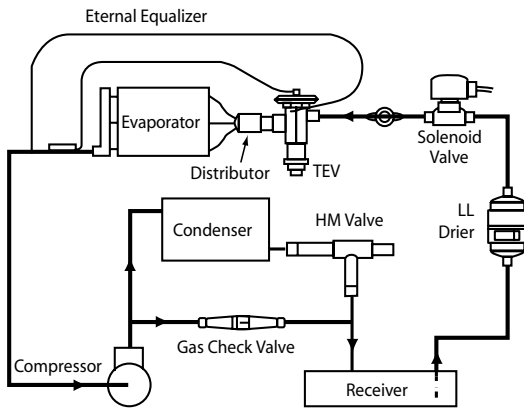 Eternal Equalizer
Evaporator
Solenoid
Valve
Distributor
TEV
LL
Drier
HM Valve
Condenser
Gas Check Valve
Compressor
Receiver